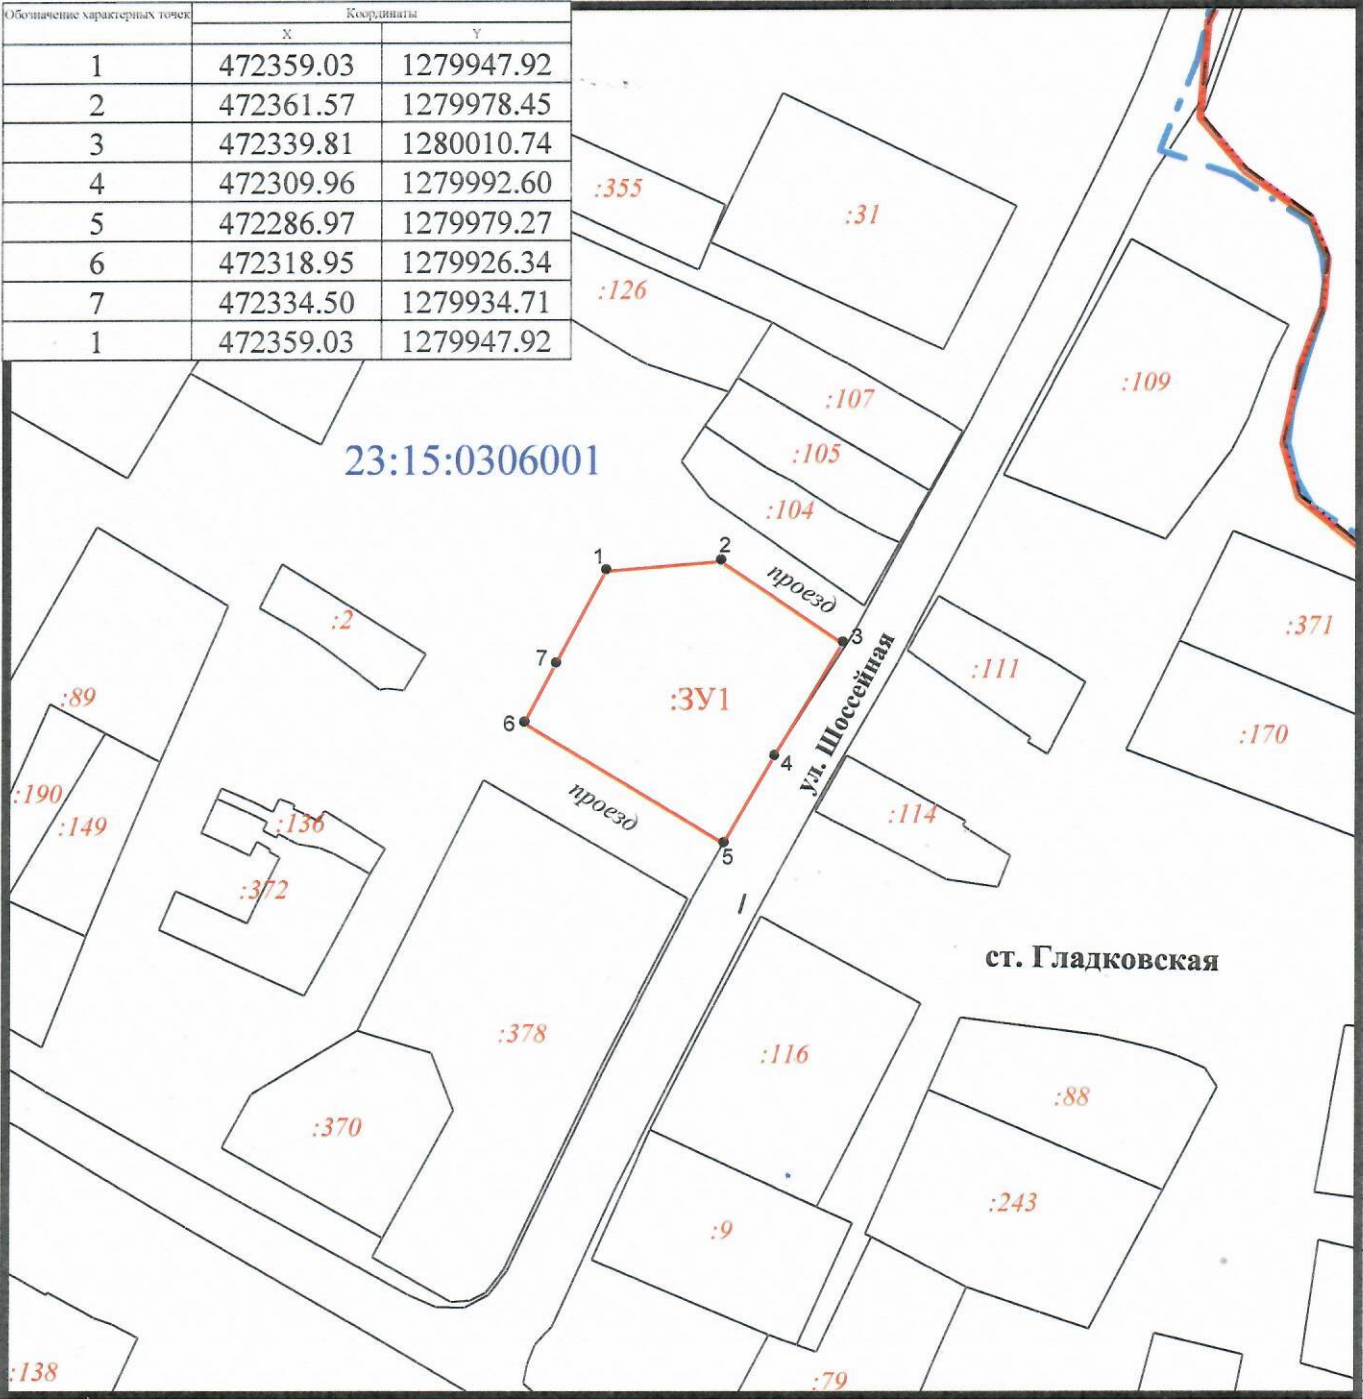 Обозначение характерных точек Координаты
X Y
1 472359.03 1279947.92
2 472361.57 1279978.45
3 472339.81 1280010.74
4 472309.96 1279992.60
5 472286.97 1279979.27
6 472318.95 1279926.34
7 472334.50 1279934.71
1 472359.03 1279947.92
:355
:31
:126
:109
:107
23:15:0306001
:105
:104
1
2
проезд
:2
3
:371
7
:111
:89
:ЗУ1
6
ул. Шоссейная
:170
4
:190
проезд
:149
:136
:114
5
:372
ст. Гладковская
:378
:116
:88
:370
:243
:9
:138
:79